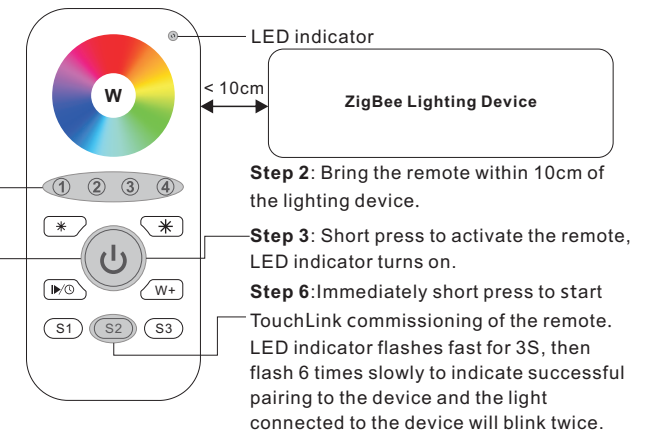 LED indicator
W
< 10cm
ZigBee Lighting Device
Step 2: Bring the remote within 10cm of
the lighting device.
1 2 3 4
Step 3: Short press to activate the remote,
LED indicator turns on.
W+
Step 6:Immediately short press to start
TouchLink commissioning of the remote.
S1 S2 S3
LED indicator flashes fast for 3S, then
flash 6 times slowly to indicate successful
pairing to the device and the light
connected to the device will blink twice.